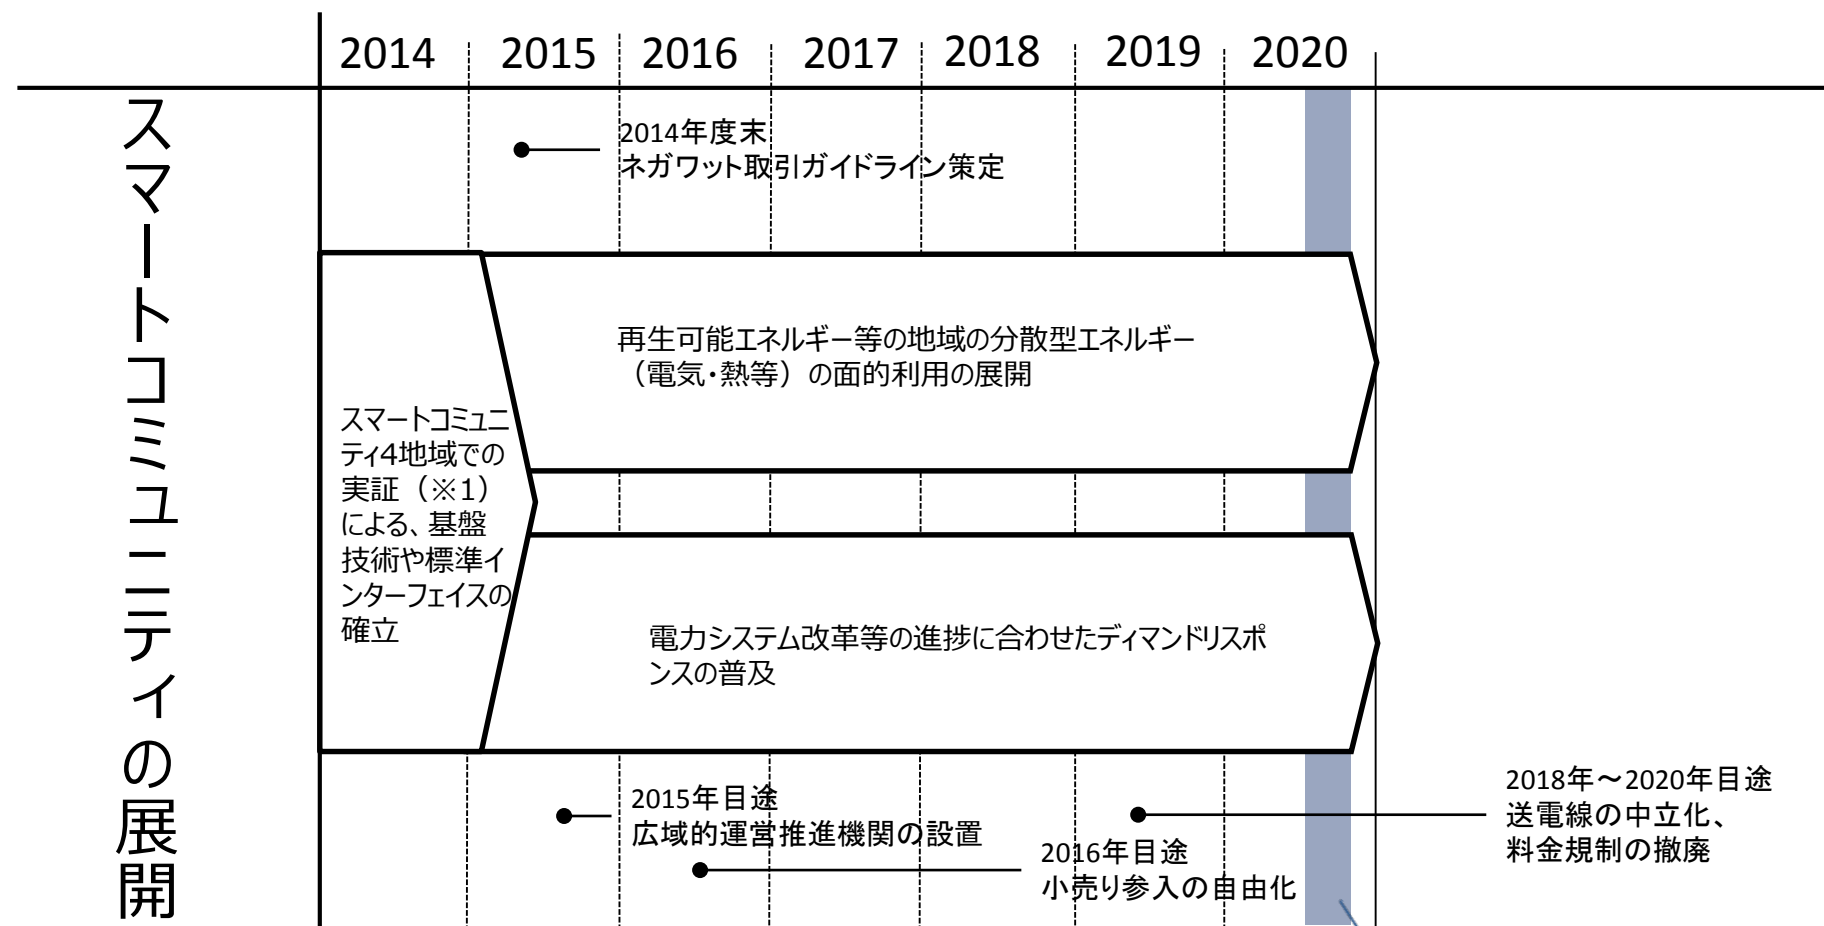 2014 2015 2016 2017 2018 2019 2020
スマートコミュニティの展開
2014年度末
ネガワット取引ガイドライン策定
再生可能エネルギー等の地域の分散型エネルギー
（電気・熱等）の面的利用の展開
スマートコミュニ
ティ4地域での
実証（※1）
による、基盤
技術や標準イ
ンターフェイスの
確立
電力システム改革等の進捗に合わせたディマンドリスポ
ンスの普及
2015年目途
広域的運営推進機関の設置
2016年目途
小売り参入の自由化
2018年～2020年目途
送電線の中立化、
料金規制の撤廃